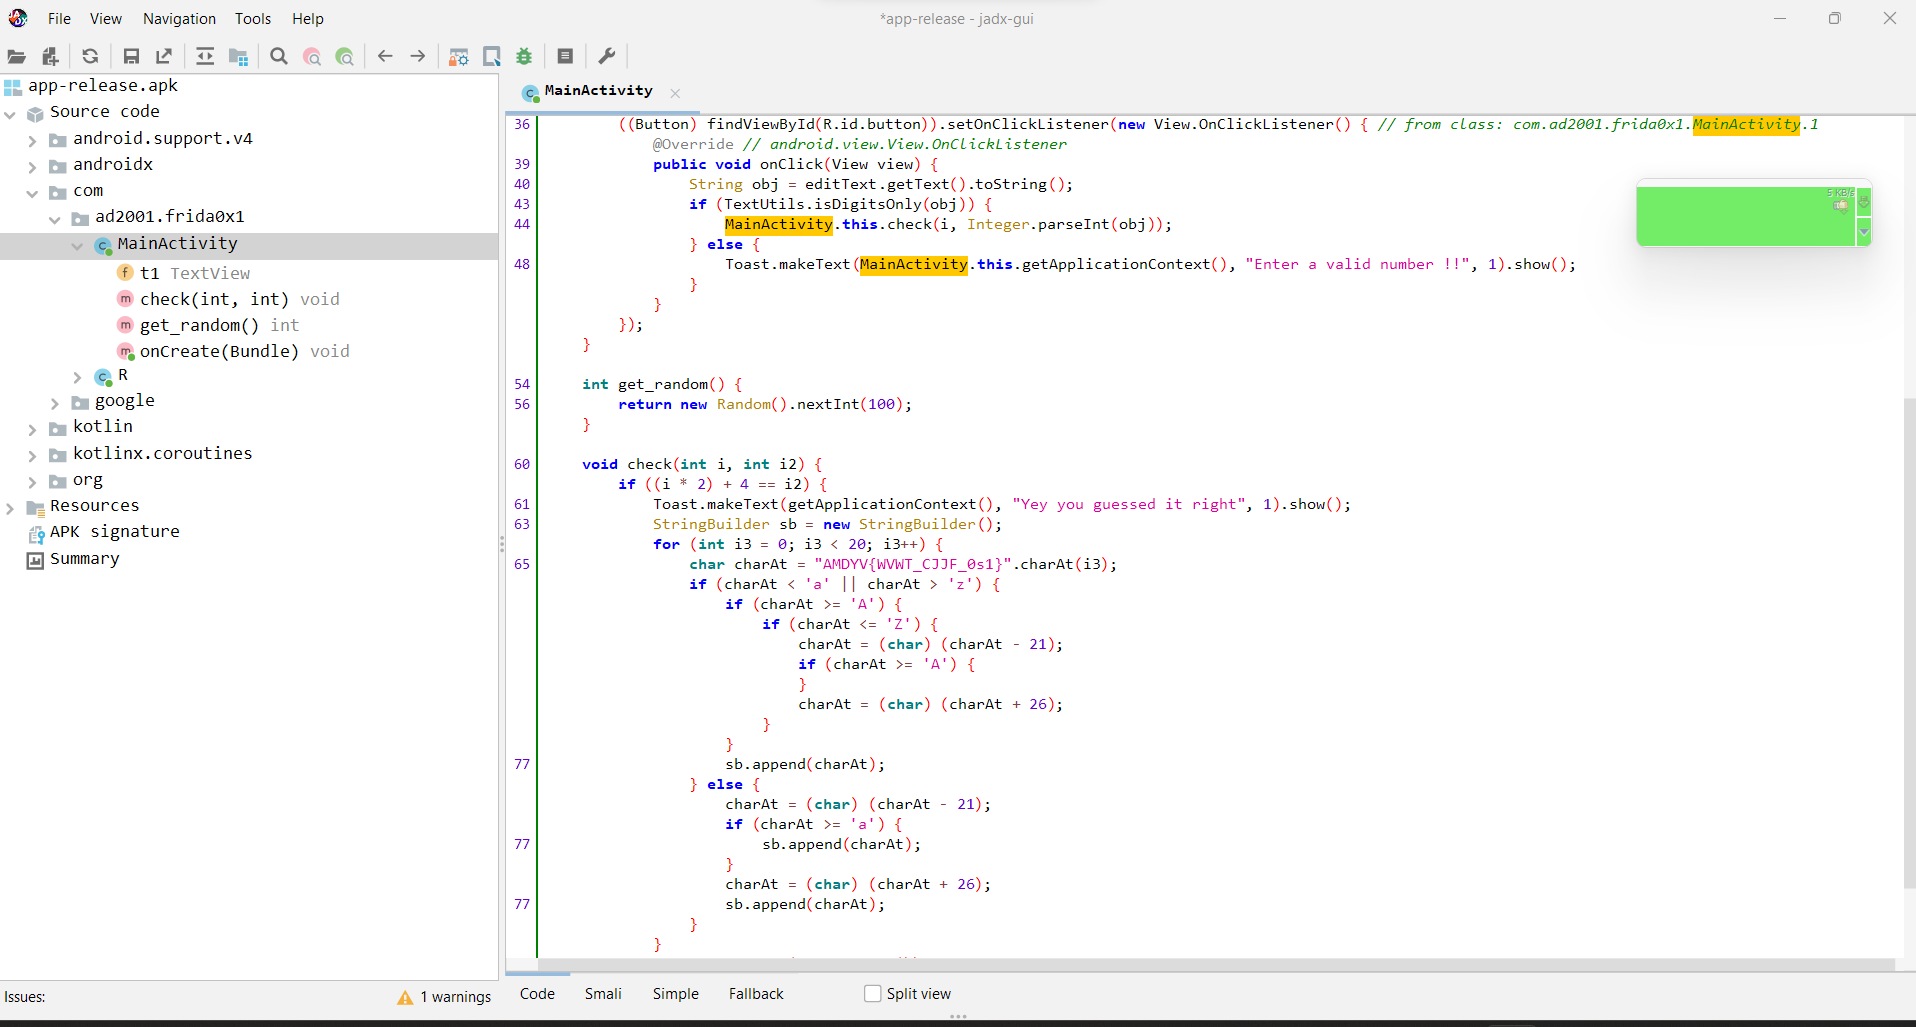 File View Navigation Tools Help
*app-release - jadx-gui
app-release.apk
Source code
android.support.v4
androidx
com
ad2001.frida0x1
MainActivity
t1 TextView
check(int, int) void
get_random() int
onCreate(Bundle) void
R
google
kotlin
kotlinx.coroutines
org
Resources
APK signature
Summary
Issues:
1 warnings
MainActivity
36 ((Button) findViewById(R.id.button)).setOnClickListener(new View.OnClickListener() { // from class: com.ad2001.frida0x1.MainActivity.1
@Override // android.view.View.OnClickListener
39 public void onClick(View view) {
40 String obj = editText.getText().toString();
43 if (TextUtils.isDigitsOnly(obj)) {
44 MainActivity.this.check(i, Integer.parseInt(obj));
} else {
48 Toast.makeText(MainActivity.this.getApplicationContext(), "Enter a valid number !!", 1).show();
}
}
});
}
54 int get_random() {
56 return new Random().nextInt(100);
}
60 void check(int i, int i2) {
if ((i * 2) + 4 == i2) {
61 Toast.makeText(getApplicationContext(), "Yey you guessed it right", 1).show();
63 StringBuilder sb = new StringBuilder();
for (int i3 = 0; i3 < 20; i3++) {
65 char charAt = "AMDYV{WVWT_CJJF_0s1}".charAt(i3);
if (charAt < 'a' || charAt > 'z') {
if (charAt >= 'A') {
if (charAt <= 'Z') {
charAt = (char) (charAt - 21);
if (charAt >= 'A') {
}
charAt = (char) (charAt + 26);
}
}
77 sb.append(charAt);
} else {
charAt = (char) (charAt - 21);
if (charAt >= 'a') {
77 sb.append(charAt);
}
charAt = (char) (charAt + 26);
77 sb.append(charAt);
}
}
5 KB/s
Code Smali Simple Fallback Split view